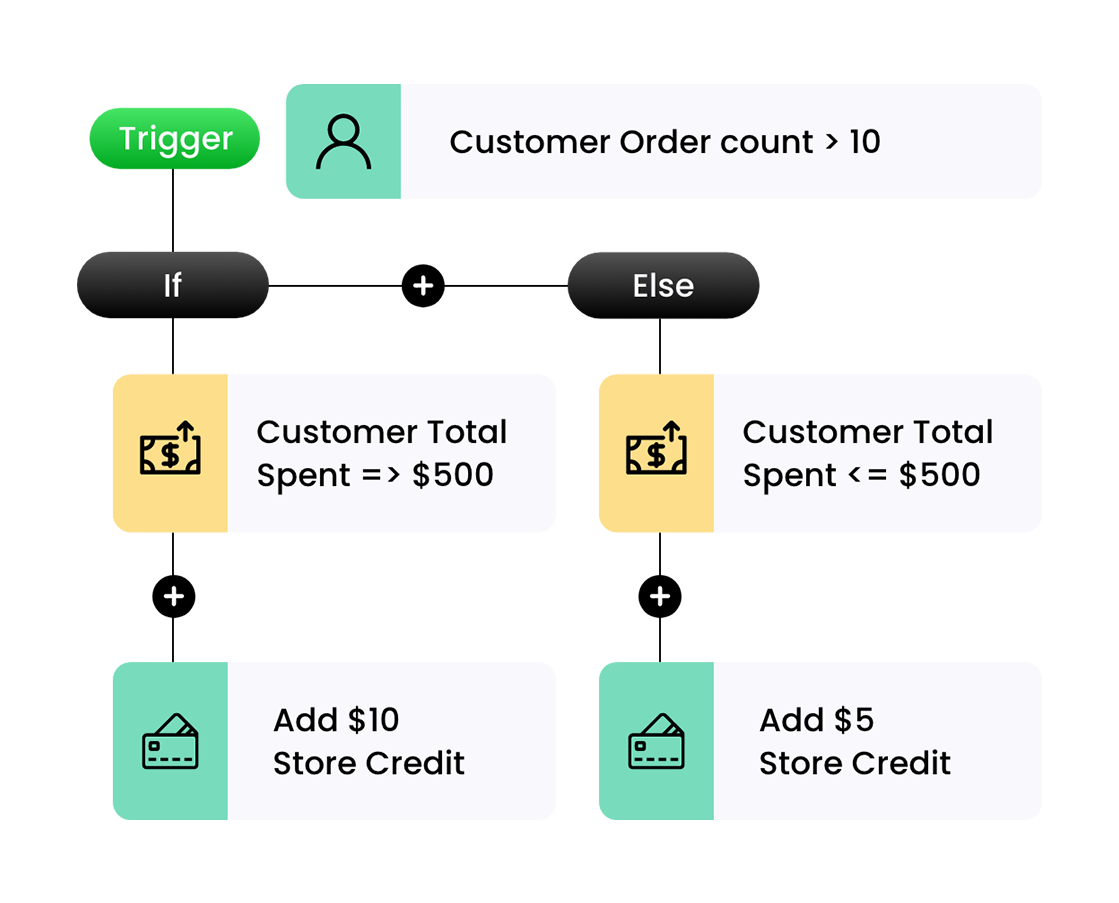 Trigger
Customer Order count > 10
If
Else
Customer Total
Spent => $500
Customer Total
Spent <= $500
Add $10
Store Credit
Add $5
Store Credit